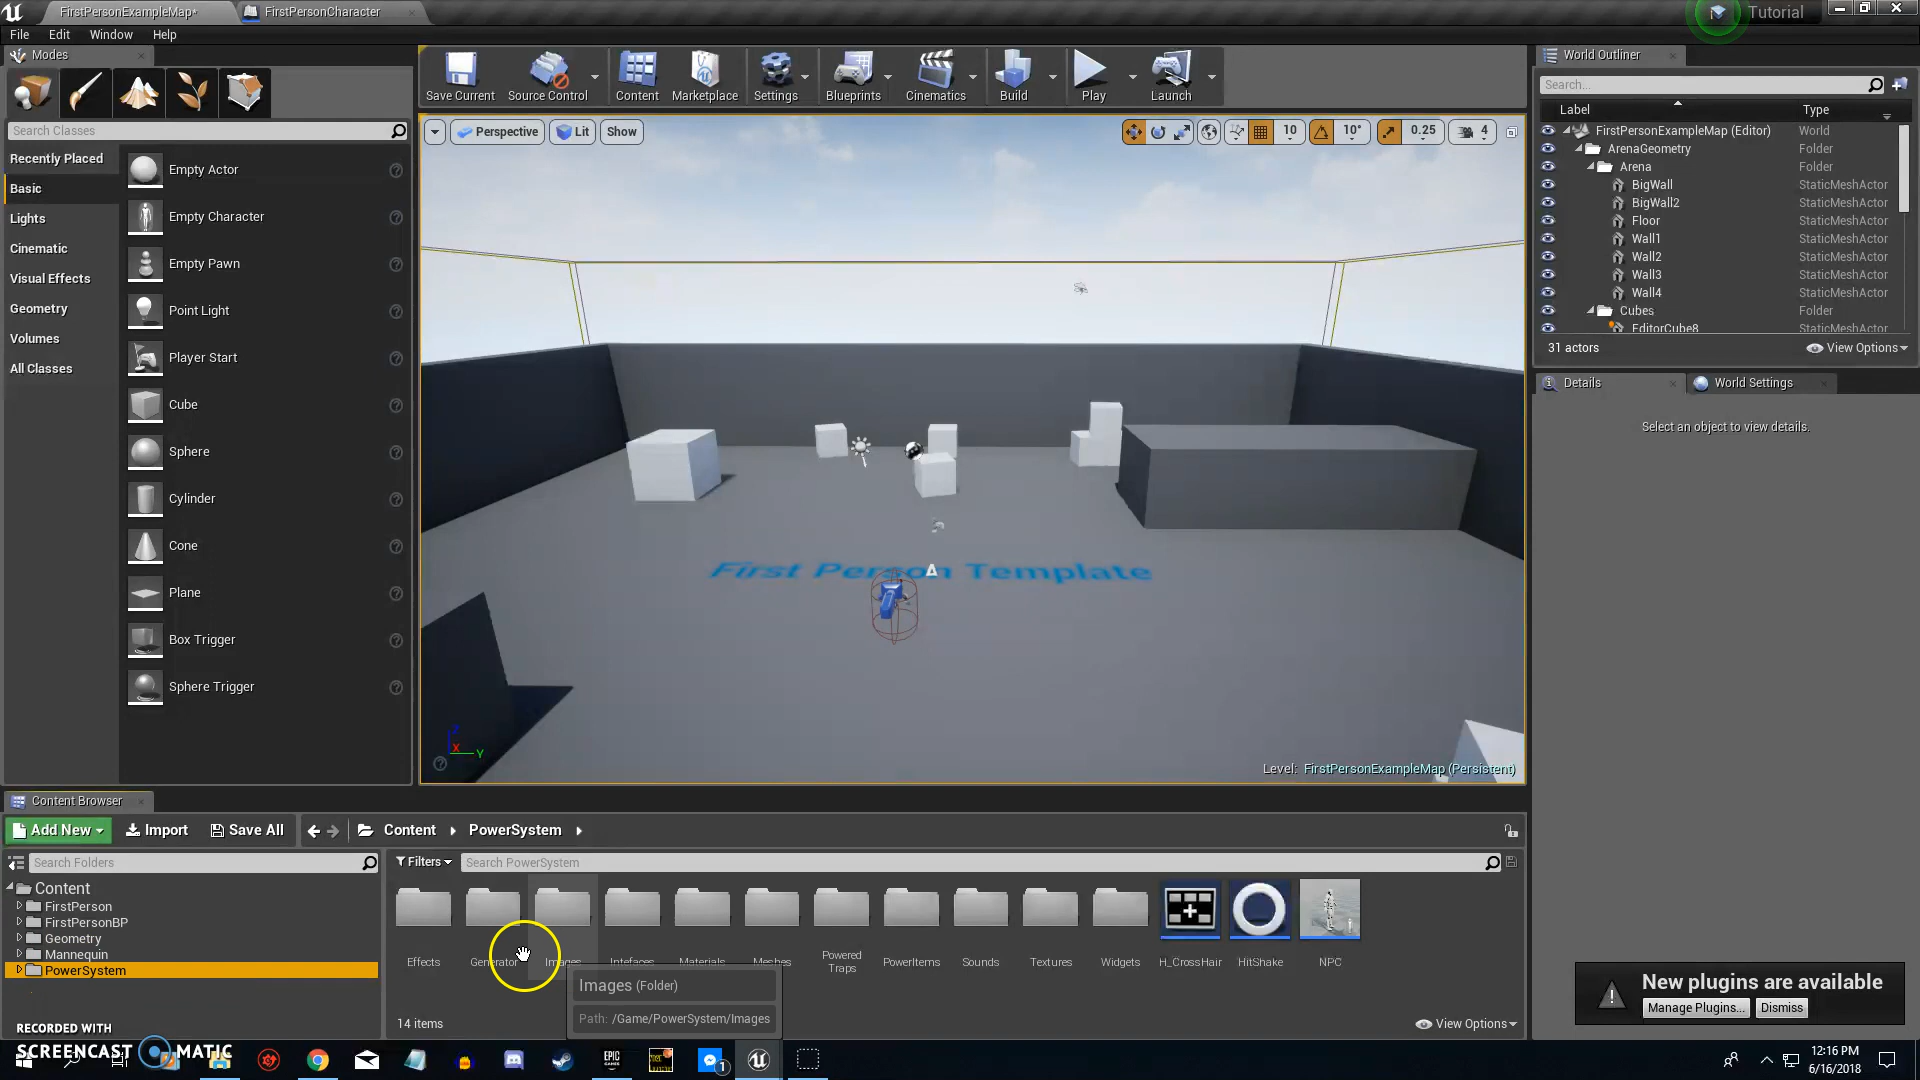 FirstPersonExampleMap*
FirstPersonCharacter
Tutorial
File Edit Window Help
Modes
Save Current
Source Control
Content
Marketplace
Settings
Blueprints
Cinematics
Build
Play
Launch
World Outliner
Search...
Label Type
Search Classes
Recently Placed
Basic
Lights
Cinematic
Visual Effects
Geometry
Volumes
All Classes
Empty Actor
Empty Character
Empty Pawn
Point Light
Player Start
Cube
Sphere
Cylinder
Cone
Plane
Box Trigger
Sphere Trigger
Perspective Lit Show
10 10° 0.25 4
First Person Template
Z
X
Y
Level: FirstPersonExampleMap (Persistent)
FirstPersonExampleMap (Editor) World
ArenaGeometry Folder
Arena Folder
BigWall StaticMeshActor
BigWall2 StaticMeshActor
Floor StaticMeshActor
Wall1 StaticMeshActor
Wall2 StaticMeshActor
Wall3 StaticMeshActor
Wall4 StaticMeshActor
Cubes Folder
EditorCube8 StaticMeshActor
31 actors
View Options
Details
World Settings
Select an object to view details.
Content Browser
Add New Import Save All
Content PowerSystem
Search Folders
Filters
Search PowerSystem
Content
FirstPerson
FirstPersonBP
Geometry
Mannequin
PowerSystem
Effects
Generator
Images
Intefaces
Materials
Meshes
Powered Traps
PowerItems
Sounds
Textures
Widgets
H_CrossHair
HitShake
NPC
Images (Folder)
Path: /Game/PowerSystem/Images
14 items
View Options
New plugins are available
Manage Plugins... Dismiss
RECORDED WITH
SCREENCAST MATIC
EPIC GAMES
1
12:16 PM
6/16/2018